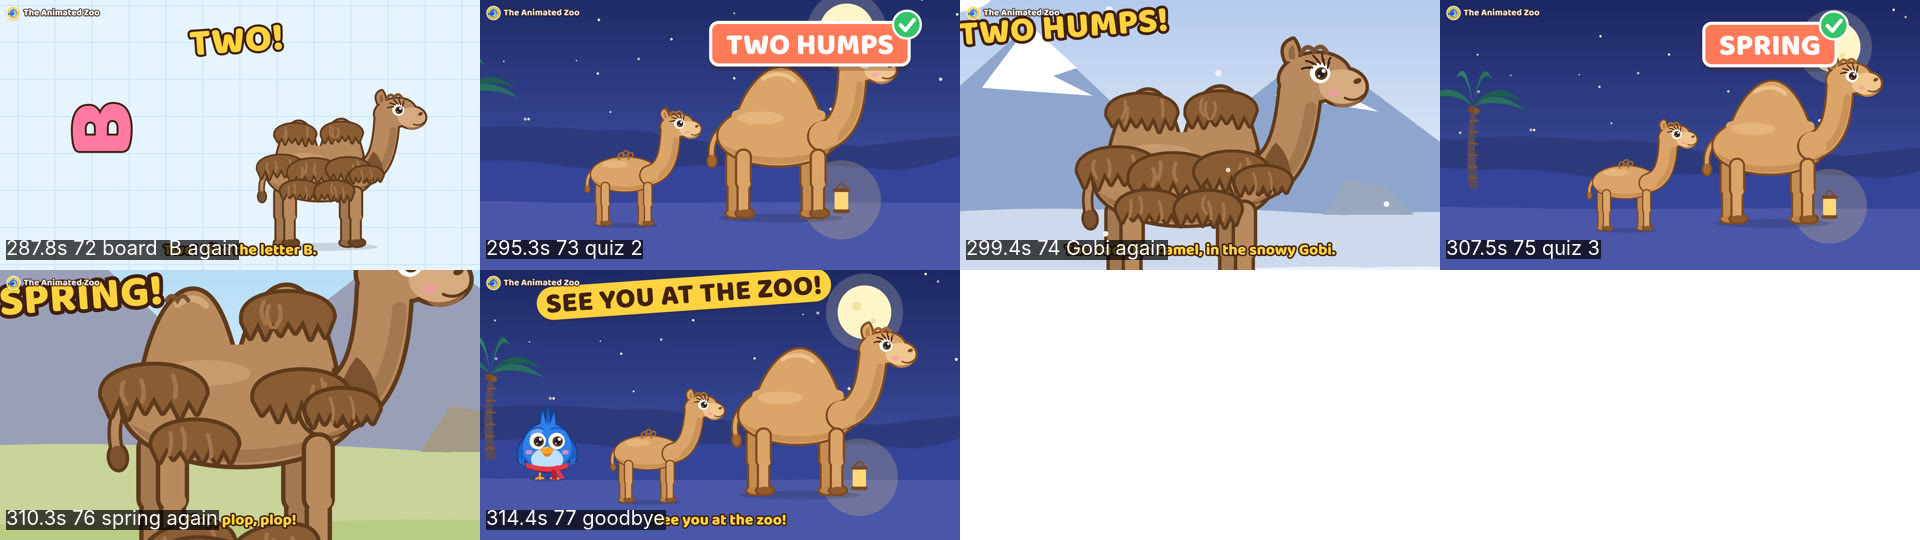 The Animated Zoo
TWO!
B
he letter B.
287.8s 72 board B again
The Animated Zoo
TWO HUMPS
295.3s 73 quiz 2
The Animated Zoo
TWO HUMPS!
amel, in the snowy Gobi.
299.4s 74 Gobi again
The Animated Zoo
SPRING
307.5s 75 quiz 3
The Animated Zoo
SPRING!
plop, plop!
310.3s 76 spring again
The Animated Zoo
SEE YOU AT THE ZOO!
ee you at the zoo!
314.4s 77 goodbye